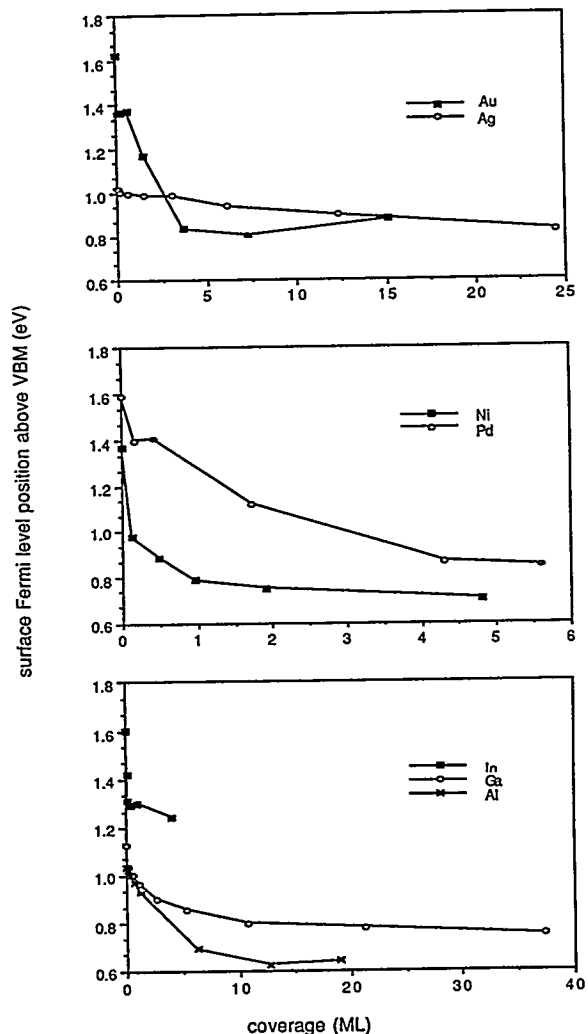 1.8
1.6
1.4
1.2
1.0
0.8
0.6
0 5 10 15 20 25
Au
Ag
surface Fermi level position above VBM (eV)
1.8
1.6
1.4
1.2
1.0
0.8
0.6
0 1 2 3 4 5 6
Ni
Pd
1.8
1.6
1.4
1.2
1.0
0.8
0.6
0 10 20 30 40
In
Ga
Al
coverage (ML)